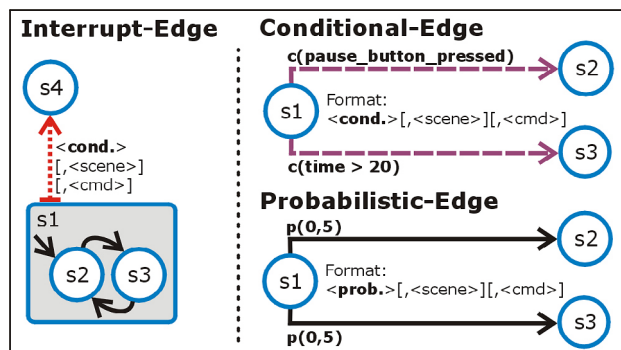 Interrupt-Edge
s4
<cond.>
[,<scene>]
[,<cmd>]
s1
s2
s3
Conditional-Edge
c(pause_button_pressed)
s2
s1
Format:
<cond.>[,<scene>][,<cmd>]
s3
c(time > 20)
Probabilistic-Edge
p(0,5)
s2
s1
Format:
<prob.>[,<scene>][,<cmd>]
s3
p(0,5)